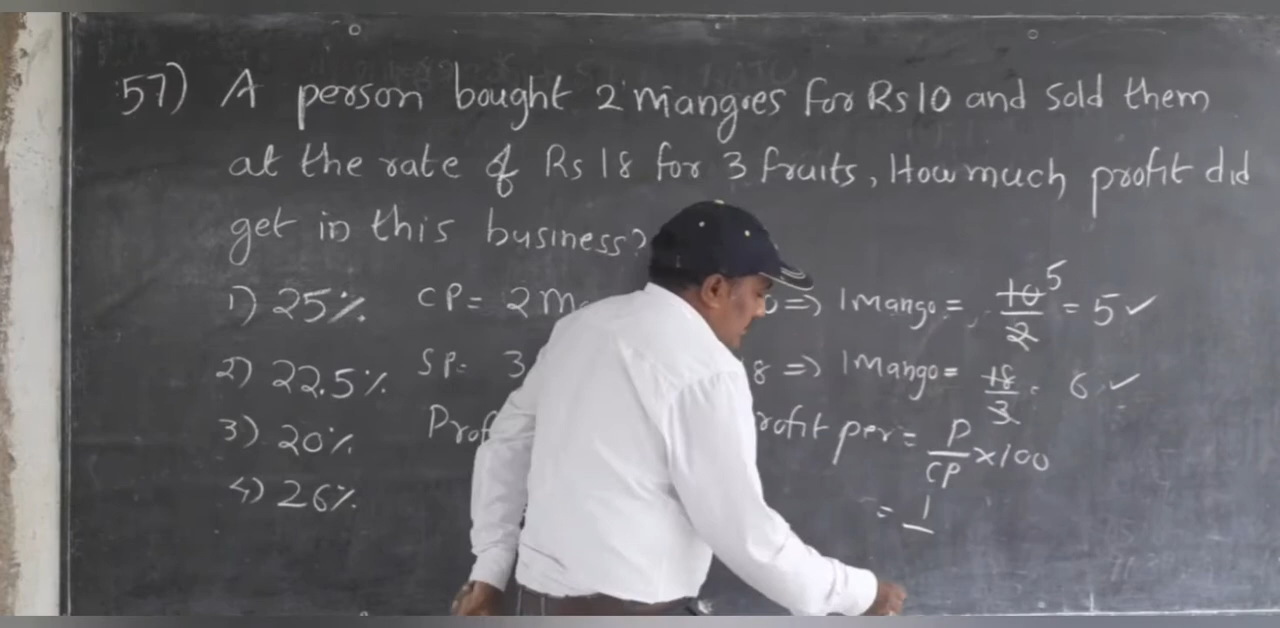 57) A person bought 2 Mangoes for Rs 10 and sold them
at the rate of Rs 18 for 3 fruits, How much profit did
get in this business?
1) 25% CP= 2 M 0 => 1 Mango = 10/2 5 = 5 ✓
2) 22.5% SP= 3 8 => 1 Mango = 18/3 = 6 ✓
3) 20% Prof rofit per = P/CP × 100
4) 26% = 1